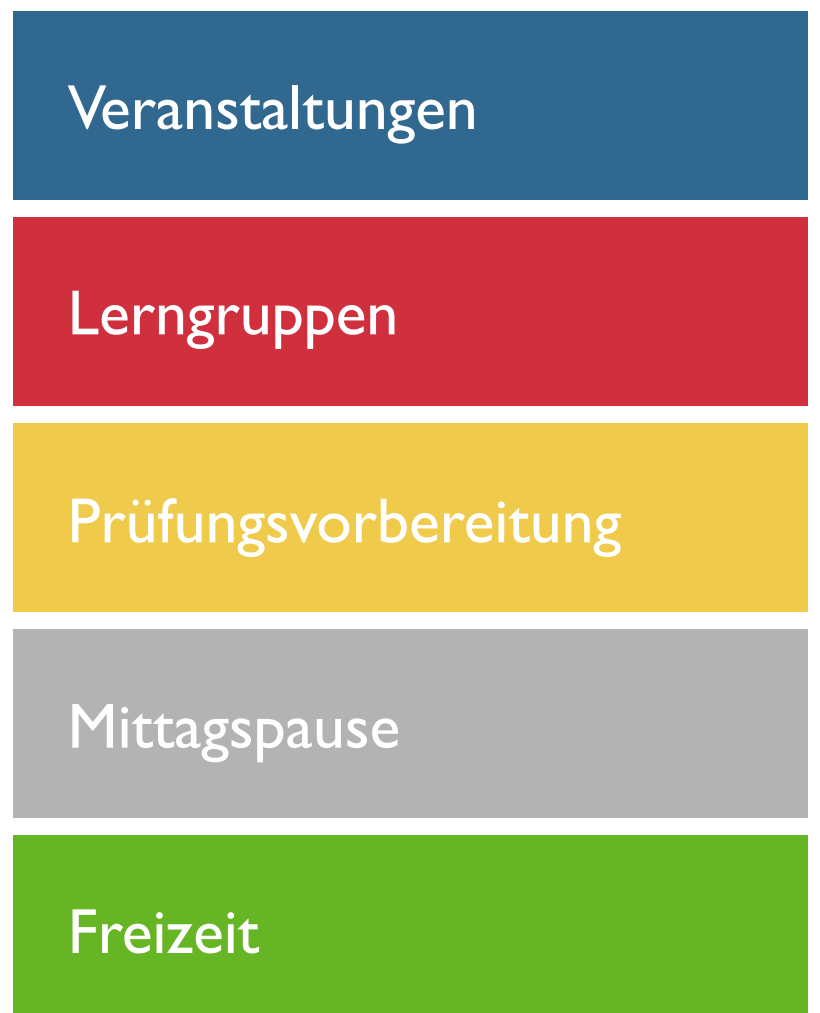 Veranstaltungen
Lerngruppen
Prüfungsvorbereitung
Mittagspause
Freizeit